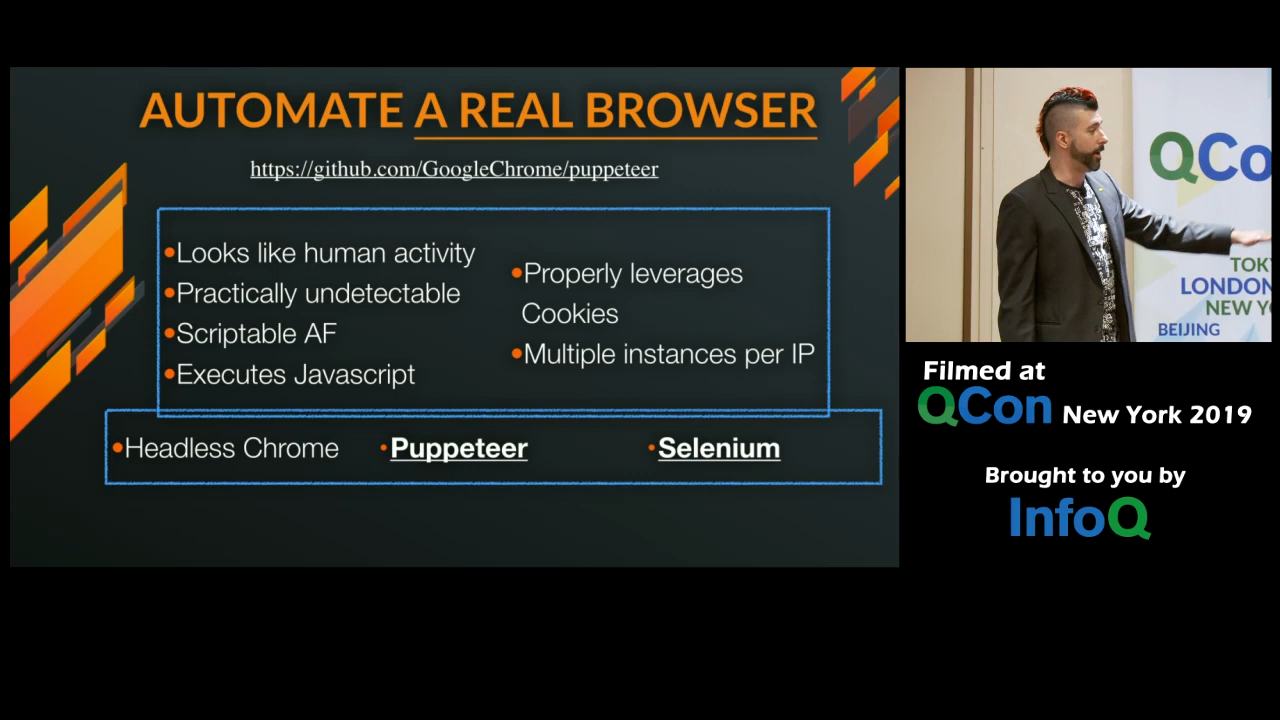 AUTOMATE A REAL BROWSER
https://github.com/GoogleChrome/puppeteer
•Looks like human activity
•Practically undetectable
•Scriptable AF
•Executes Javascript
•Properly leverages
Cookies
•Multiple instances per IP
•Headless Chrome
•Puppeteer
•Selenium
QCo
TOK
LONDON
NEW YO
BEIJING
Filmed at
QCon New York 2019
Brought to you by
InfoQ